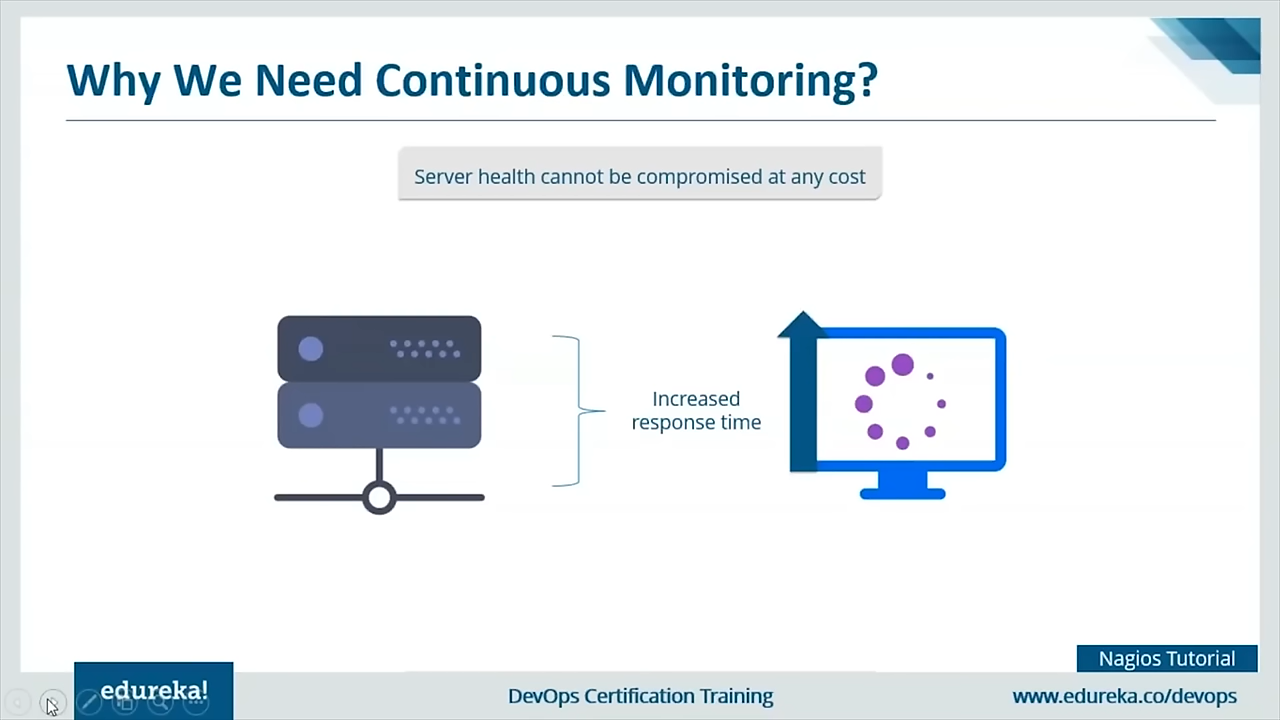 Why We Need Continuous Monitoring?
Server health cannot be compromised at any cost
Increased
response time
Nagios Tutorial
edureka!
DevOps Certification Training
www.edureka.co/devops